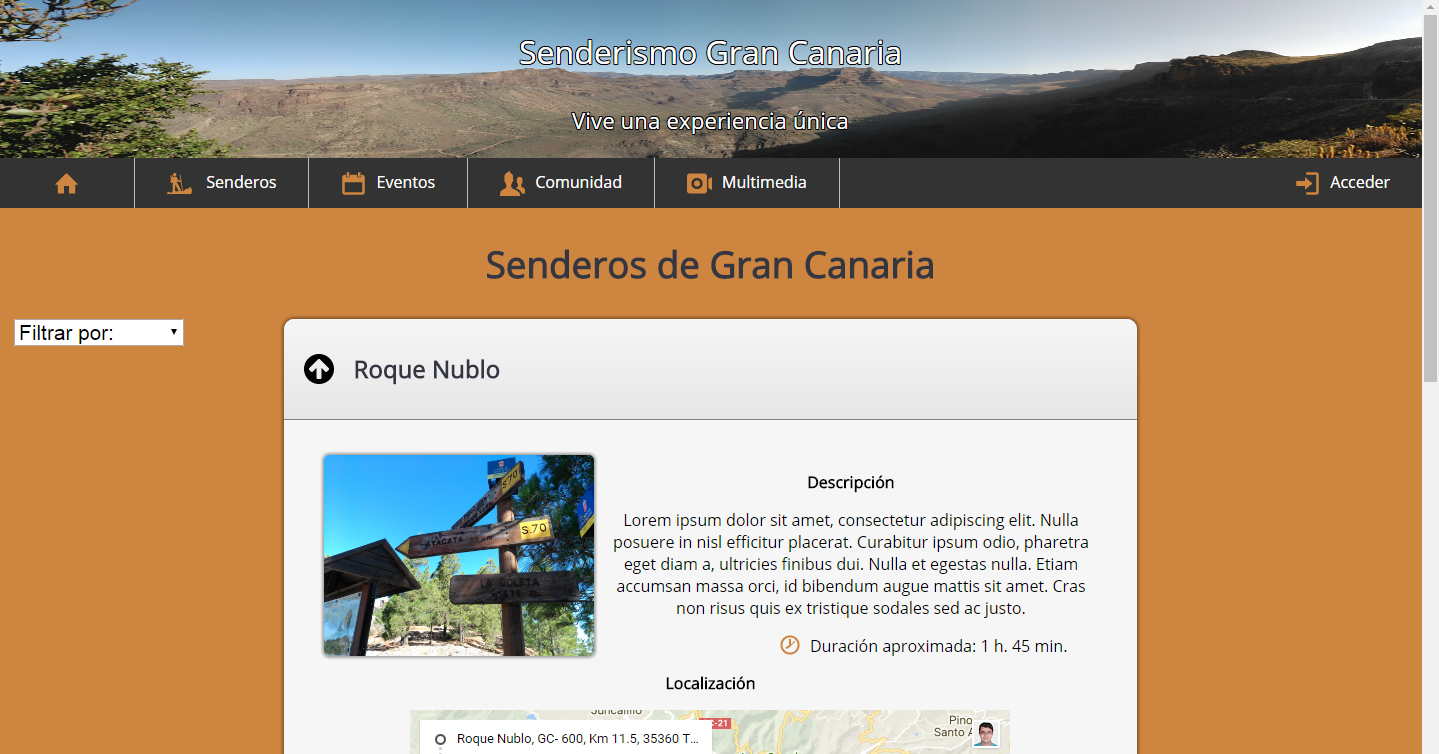 Senderismo Gran Canaria
Vive una experiencia única
Senderos
Eventos
Comunidad
Multimedia
Acceder
Senderos de Gran Canaria
Filtrar por:
Roque Nublo
S.70
S.70
AYACATA
LA GOLETA
Descripción
Lorem ipsum dolor sit amet, consectetur adipiscing elit. Nulla
posuere in nisl efficitur placerat. Curabitur ipsum odio, pharetra
eget diam a, ultricies finibus dui. Nulla et egestas nulla. Etiam
accumsan massa orci, id bibendum augue mattis sit amet. Cras
non risus quis ex tristique sodales sed ac justo.
Duración aproximada: 1 h. 45 min.
Localización
Juncalillo
-21
Pino
Santo
Roque Nublo, GC- 600, Km 11.5, 35360 T...